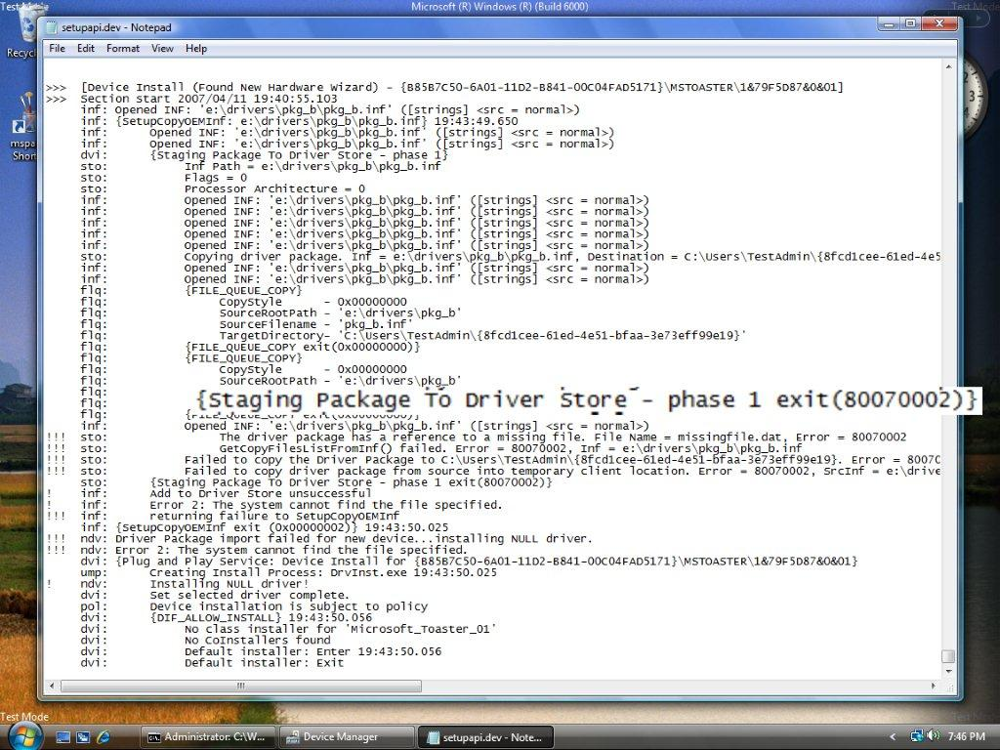 Test Mode
Microsoft (R) Windows (R) (Build 6000)
Test Mode
Recyc
mspa
Short
setupapi.dev - Notepad
File Edit Format View Help
>>> [Device Install (Found New Hardware Wizard) - {B85B7C50-6A01-11D2-B841-00C04FAD5171}\MSTOASTER\1&79F5D87&0&01]
>>> Section start 2007/04/11 19:40:55.103
inf: Opened INF: 'e:\drivers\pkg_b\pkg_b.inf' ([strings] <src = normal>)
inf: {SetupCopyOEMInf: e:\drivers\pkg_b\pkg_b.inf} 19:43:49.650
inf: Opened INF: 'e:\drivers\pkg_b\pkg_b.inf' ([strings] <src = normal>)
inf: Opened INF: 'e:\drivers\pkg_b\pkg_b.inf' ([strings] <src = normal>)
dvi: {Staging Package To Driver Store - phase 1}
sto: Inf Path = e:\drivers\pkg_b\pkg_b.inf
sto: Flags = 0
sto: Processor Architecture = 0
inf: Opened INF: 'e:\drivers\pkg_b\pkg_b.inf' ([strings] <src = normal>)
inf: Opened INF: 'e:\drivers\pkg_b\pkg_b.inf' ([strings] <src = normal>)
inf: Opened INF: 'e:\drivers\pkg_b\pkg_b.inf' ([strings] <src = normal>)
inf: Opened INF: 'e:\drivers\pkg_b\pkg_b.inf' ([strings] <src = normal>)
inf: Opened INF: 'e:\drivers\pkg_b\pkg_b.inf' ([strings] <src = normal>)
sto: Copying driver package. Inf = e:\drivers\pkg_b\pkg_b.inf, Destination = C:\Users\TestAdmin\{8fcd1cee-61ed-4e5
inf: Opened INF: 'e:\drivers\pkg_b\pkg_b.inf' ([strings] <src = normal>)
inf: Opened INF: 'e:\drivers\pkg_b\pkg_b.inf' ([strings] <src = normal>)
flq: {FILE_QUEUE_COPY}
flq: CopyStyle - 0x00000000
flq: SourceRootPath - 'e:\drivers\pkg_b'
flq: SourceFilename - 'pkg_b.inf'
flq: TargetDirectory- 'C:\Users\TestAdmin\{8fcd1cee-61ed-4e51-bfaa-3e73eff99e19}'
flq: {FILE_QUEUE_COPY exit(0x00000000)}
flq: {FILE_QUEUE_COPY}
flq: CopyStyle - 0x00000000
flq: SourceRootPath - 'e:\drivers\pkg_b'
flq:
flq:
{Staging Package To Driver Store - phase 1 exit(80070002)}
flq: {FILE_QUEUE_COPY exit(0x00000000)}
inf: Opened INF: 'e:\drivers\pkg_b\pkg_b.inf' ([strings] <src = normal>)
!!! sto: The driver package has a reference to a missing file. File Name = missingfile.dat, Error = 80070002
!!! sto: GetCopyFilesListFromInf() failed. Error = 80070002, Inf = e:\drivers\pkg_b\pkg_b.inf
!!! sto: Failed to copy the Driver Package to C:\Users\TestAdmin\{8fcd1cee-61ed-4e51-bfaa-3e73eff99e19}. Error = 8007C
!!! sto: Failed to copy driver package from source into temporary client location. Error = 80070002, SrcInf = e:\drive
sto: {Staging Package To Driver Store - phase 1 exit(80070002)}
! inf: Add to Driver Store unsuccessful
! inf: Error 2: The system cannot find the file specified.
!!! inf: returning failure to SetupCopyOEMInf
inf: {SetupCopyOEMInf exit (0x00000002)} 19:43:50.025
!!! ndv: Driver Package import failed for new device...installing NULL driver.
!!! ndv: Error 2: The system cannot find the file specified.
dvi: {Plug and Play Service: Device Install for {B85B7C50-6A01-11D2-B841-00C04FAD5171}\MSTOASTER\1&79F5D87&0&01}
ump: Creating Install Process: DrvInst.exe 19:43:50.025
! ndv: Installing NULL driver!
dvi: Set selected driver complete.
pol: Device installation is subject to policy
dvi: {DIF_ALLOW_INSTALL} 19:43:50.056
dvi: No class installer for 'Microsoft_Toaster_01'
dvi: No CoInstallers found
dvi: Default installer: Enter 19:43:50.056
dvi: Default installer: Exit
Test Mode
Test Mode
Administrator: C:\W...
Device Manager
setupapi.dev - Note...
7:46 PM